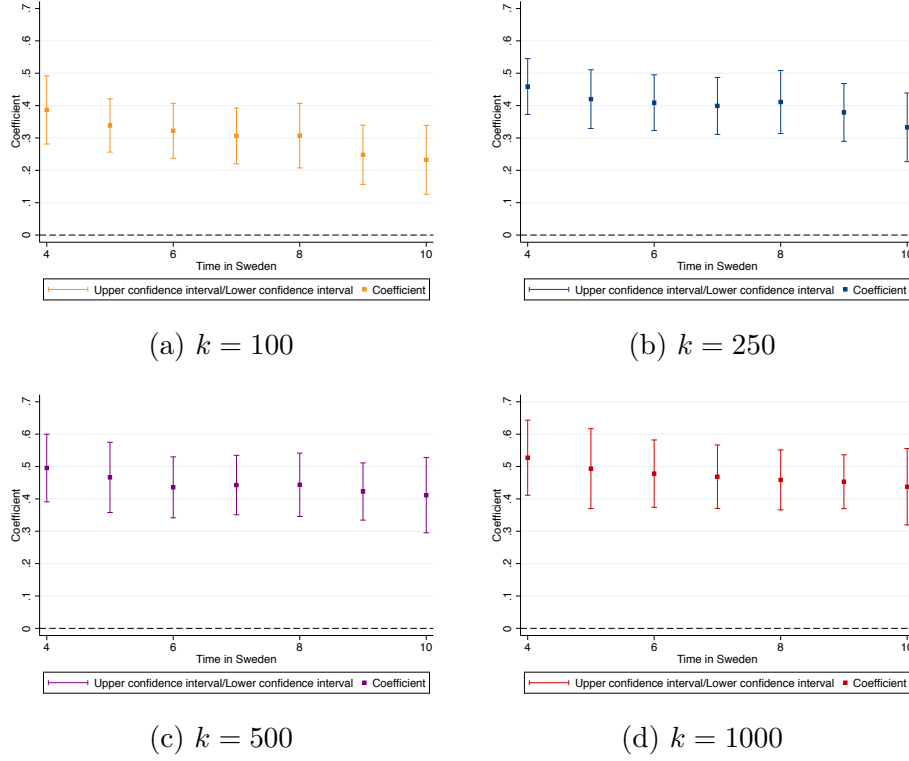 .7
.6
.5
.4
.3
.2
.1
0
Coefficient
4 6 8 10
Time in Sweden
Upper confidence interval/Lower confidence interval Coefficient
(a) k = 100
.7
.6
.5
.4
.3
.2
.1
0
Coefficient
4 6 8 10
Time in Sweden
Upper confidence interval/Lower confidence interval Coefficient
(b) k = 250
.7
.6
.5
.4
.3
.2
.1
0
Coefficient
4 6 8 10
Time in Sweden
Upper confidence interval/Lower confidence interval Coefficient
(c) k = 500
.7
.6
.5
.4
.3
.2
.1
0
Coefficient
4 6 8 10
Time in Sweden
Upper confidence interval/Lower confidence interval Coefficient
(d) k = 1000